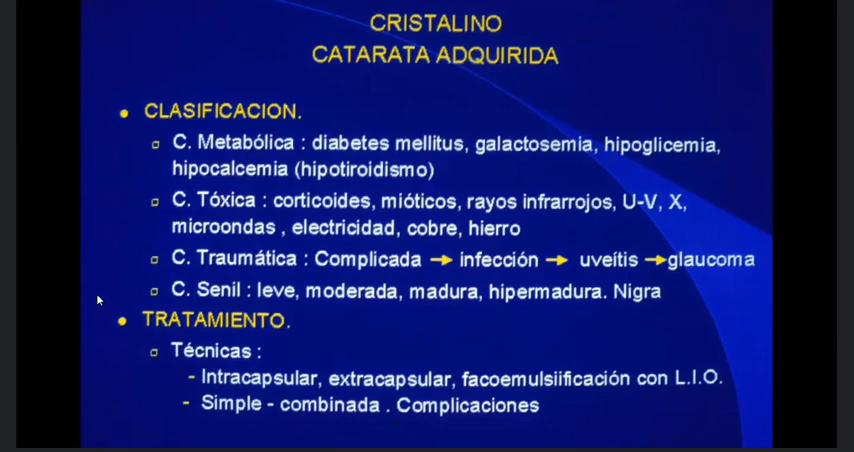 CRISTALINO
CATARATA ADQUIRIDA
• CLASIFICACION.
▫ C. Metabólica : diabetes mellitus, galactosemia, hipoglicemia,
hipocalcemia (hipotiroidismo)
▫ C. Tóxica : corticoides, mióticos, rayos infrarrojos, U-V, X,
microondas , electricidad, cobre, hierro
▫ C. Traumática : Complicada → infección → uveítis → glaucoma
▫ C. Senil : leve, moderada, madura, hipermadura. Nigra
• TRATAMIENTO.
▫ Técnicas :
- Intracapsular, extracapsular, facoemulsiificación con L.I.O.
- Simple - combinada . Complicaciones